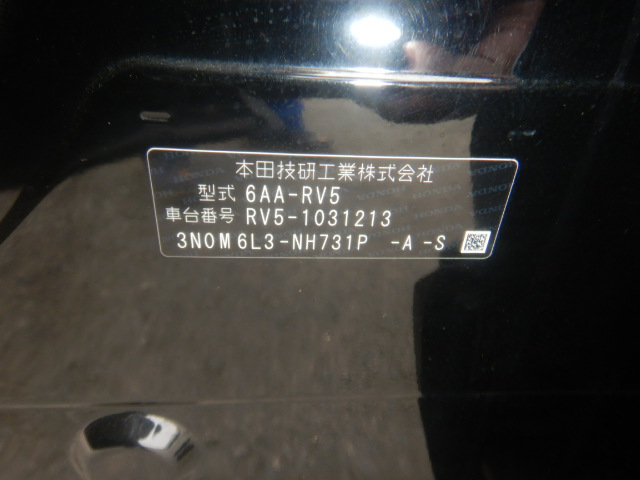 本田技研工業株式会社
型式 6AA-RV5
車台番号 RV5-1031213
3N0M6L3-NH731P -A-S